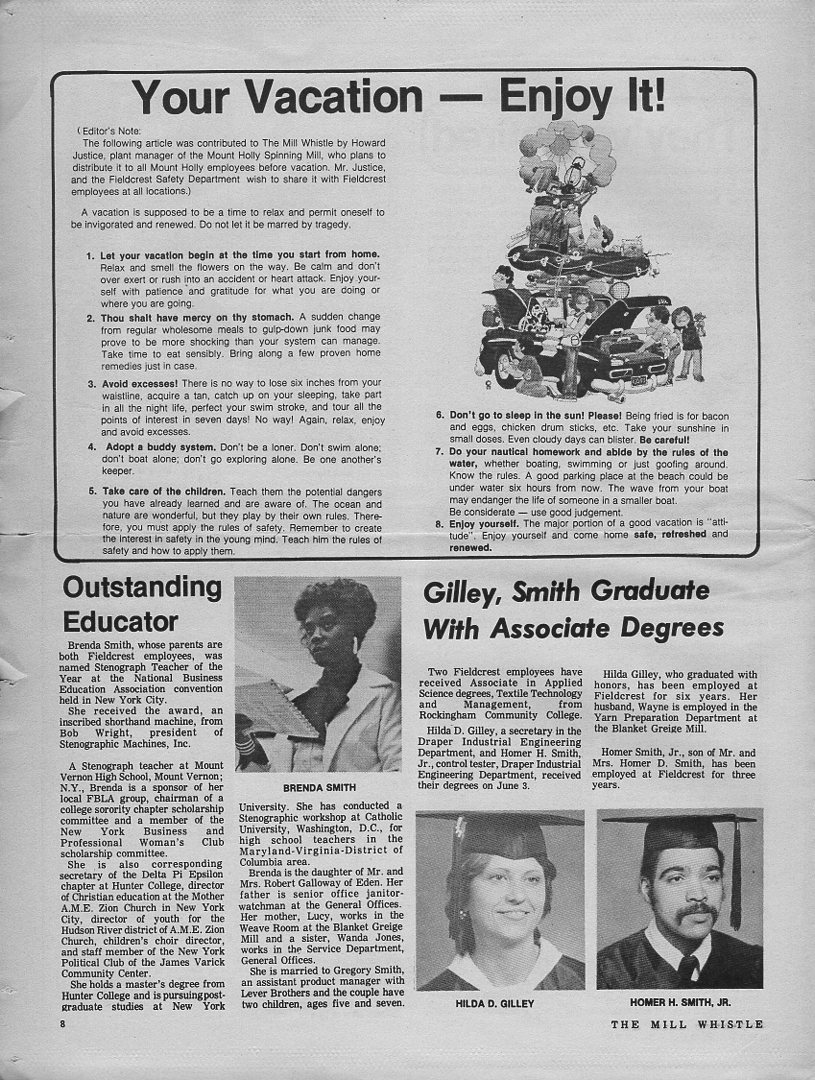 Your Vacation — Enjoy It!
( Editor's Note:
The following article was contributed to The Mill Whistle by Howard
Justice, plant manager of the Mount Holly Spinning Mill, who plans to
distribute it to all Mount Holly employees before vacation. Mr. Justice,
and the Fieldcrest Safety Department wish to share it with Fieldcrest
employees at all locations.)
A vacation is supposed to be a time to relax and permit oneself to
be invigorated and renewed. Do not let it be marred by tragedy.
1. Let your vacation begin at the time you start from home.
Relax and smell the flowers on the way. Be calm and don't
over exert or rush into an accident or heart attack. Enjoy your-
self with patience and gratitude for what you are doing or
where you are going.
2. Thou shalt have mercy on thy stomach. A sudden change
from regular wholesome meals to gulp-down junk food may
prove to be more shocking than your system can manage.
Take time to eat sensibly. Bring along a few proven home
remedies just in case.
3. Avoid excesses! There is no way to lose six inches from your
waistline, acquire a tan, catch up on your sleeping, take part
in all the night life, perfect your swim stroke, and tour all the
points of interest in seven days! No way! Again, relax, enjoy
and avoid excesses.
4. Adopt a buddy system. Don't be a loner. Don't swim alone;
don't boat alone; don't go exploring alone. Be one another's
keeper.
5. Take care of the children. Teach them the potential dangers
you have already learned and are aware of. The ocean and
nature are wonderful, but they play by their own rules. There-
fore, you must apply the rules of safety. Remember to create
the interest in safety in the young mind. Teach him the rules of
safety and how to apply them.
6. Don't go to sleep in the sun! Please! Being fried is for bacon
and eggs, chicken drum sticks, etc. Take your sunshine in
small doses. Even cloudy days can blister. Be careful!
7. Do your nautical homework and abide by the rules of the
water, whether boating, swimming or just goofing around.
Know the rules. A good parking place at the beach could be
under water six hours from now. The wave from your boat
may endanger the life of someone in a smaller boat.
Be considerate — use good judgement.
8. Enjoy yourself. The major portion of a good vacation is "atti-
tude". Enjoy yourself and come home safe, refreshed and
renewed.
Outstanding
Educator
Brenda Smith, whose parents are
both Fieldcrest employees, was
named Stenograph Teacher of the
Year at the National Business
Education Association convention
held in New York City.
She received the award, an
inscribed shorthand machine, from
Bob Wright, president of
Stenographic Machines, Inc.
A Stenograph teacher at Mount
Vernon High School, Mount Vernon;
N.Y., Brenda is a sponsor of her
local FBLA group, chairman of a
college sorority chapter scholarship
committee and a member of the
New York Business and
Professional Woman's Club
scholarship committee.
She is also corresponding
secretary of the Delta Pi Epsilon
chapter at Hunter College, director
of Christian education at the Mother
A.M.E. Zion Church in New York
City, director of youth for the
Hudson River district of A.M.E. Zion
Church, children's choir director,
and staff member of the New York
Political Club of the James Varick
Community Center.
She holds a master's degree from
Hunter College and is pursuing post-
graduate studies at New York
BRENDA SMITH
University. She has conducted a
Stenographic workshop at Catholic
University, Washington, D.C., for
high school teachers in the
Maryland-Virginia-District of
Columbia area.
Brenda is the daughter of Mr. and
Mrs. Robert Galloway of Eden. Her
father is senior office janitor-
watchman at the General Offices.
Her mother, Lucy, works in the
Weave Room at the Blanket Greige
Mill and a sister, Wanda Jones,
works in the Service Department,
General Offices.
She is married to Gregory Smith,
an assistant product manager with
Lever Brothers and the couple have
two children, ages five and seven.
Gilley, Smith Graduate
With Associate Degrees
Two Fieldcrest employees have
received Associate in Applied
Science degrees, Textile Technology
and Management, from
Rockingham Community College.
Hilda D. Gilley, a secretary in the
Draper Industrial Engineering
Department, and Homer H. Smith,
Jr., control tester, Draper Industrial
Engineering Department, received
their degrees on June 3.
Hilda Gilley, who graduated with
honors, has been employed at
Fieldcrest for six years. Her
husband, Wayne is employed in the
Yarn Preparation Department at
the Blanket Greige Mill.
Homer Smith, Jr., son of Mr. and
Mrs. Homer D. Smith, has been
employed at Fieldcrest for three
years.
HILDA D. GILLEY
HOMER H. SMITH, JR.
8
THE MILL WHISTLE